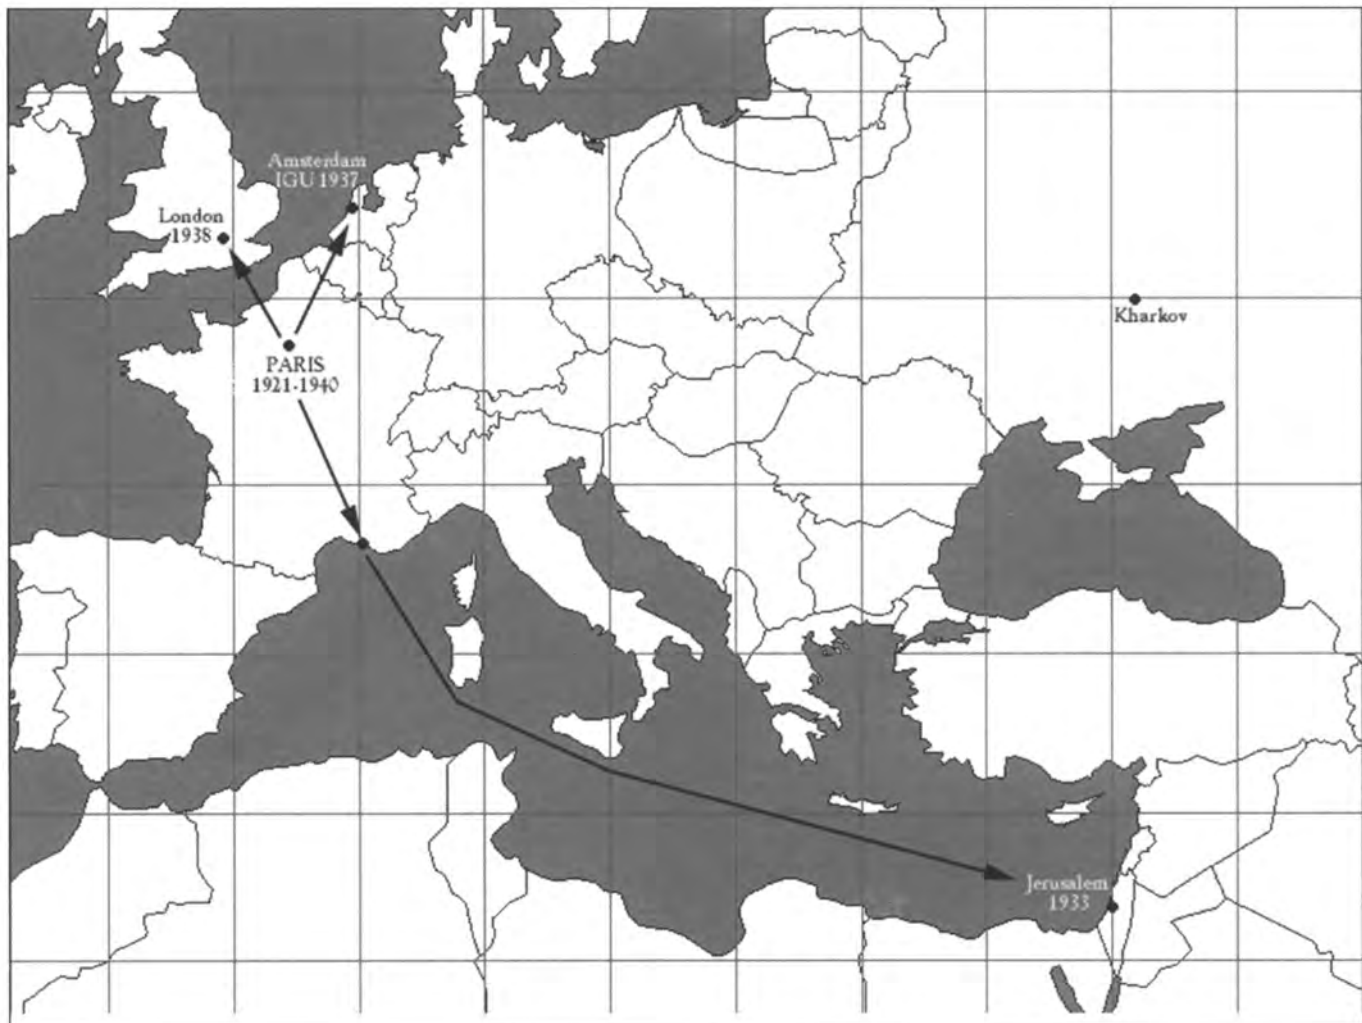 Amsterdam
IGU 1937
London
1938
Kharkov
PARIS
1921-1940
Jerusalem
1933